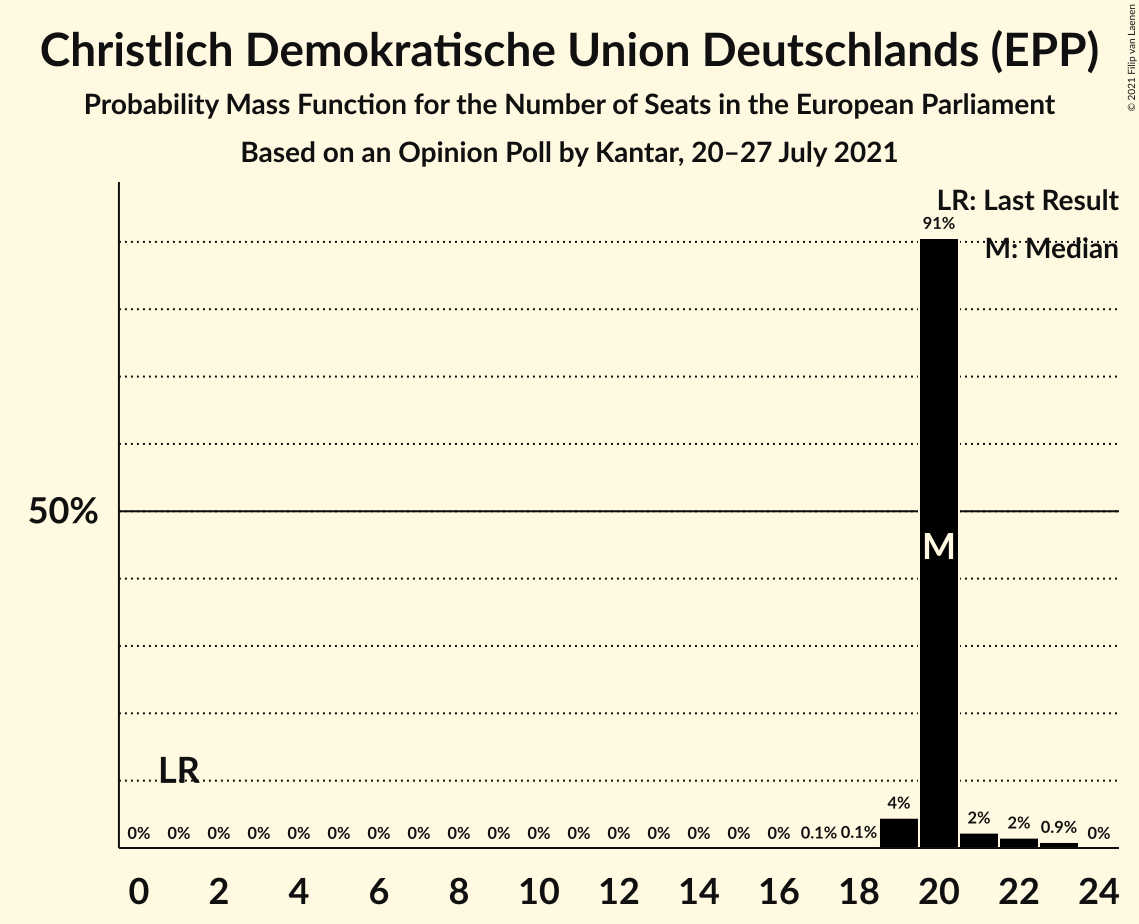 Christlich Demokratische Union Deutschlands (EPP)
Probability Mass Function for the Number of Seats in the European Parliament
Based on an Opinion Poll by Kantar, 20–27 July 2021
© 2021 Filip van Laenen
LR: Last Result
M: Median
91%
50%
M
LR
0% 0% 0% 0% 0% 0% 0% 0% 0% 0% 0% 0% 0% 0% 0% 0% 0% 0.1% 0.1% 4% 2% 2% 0.9% 0%
0 2 4 6 8 10 12 14 16 18 20 22 24